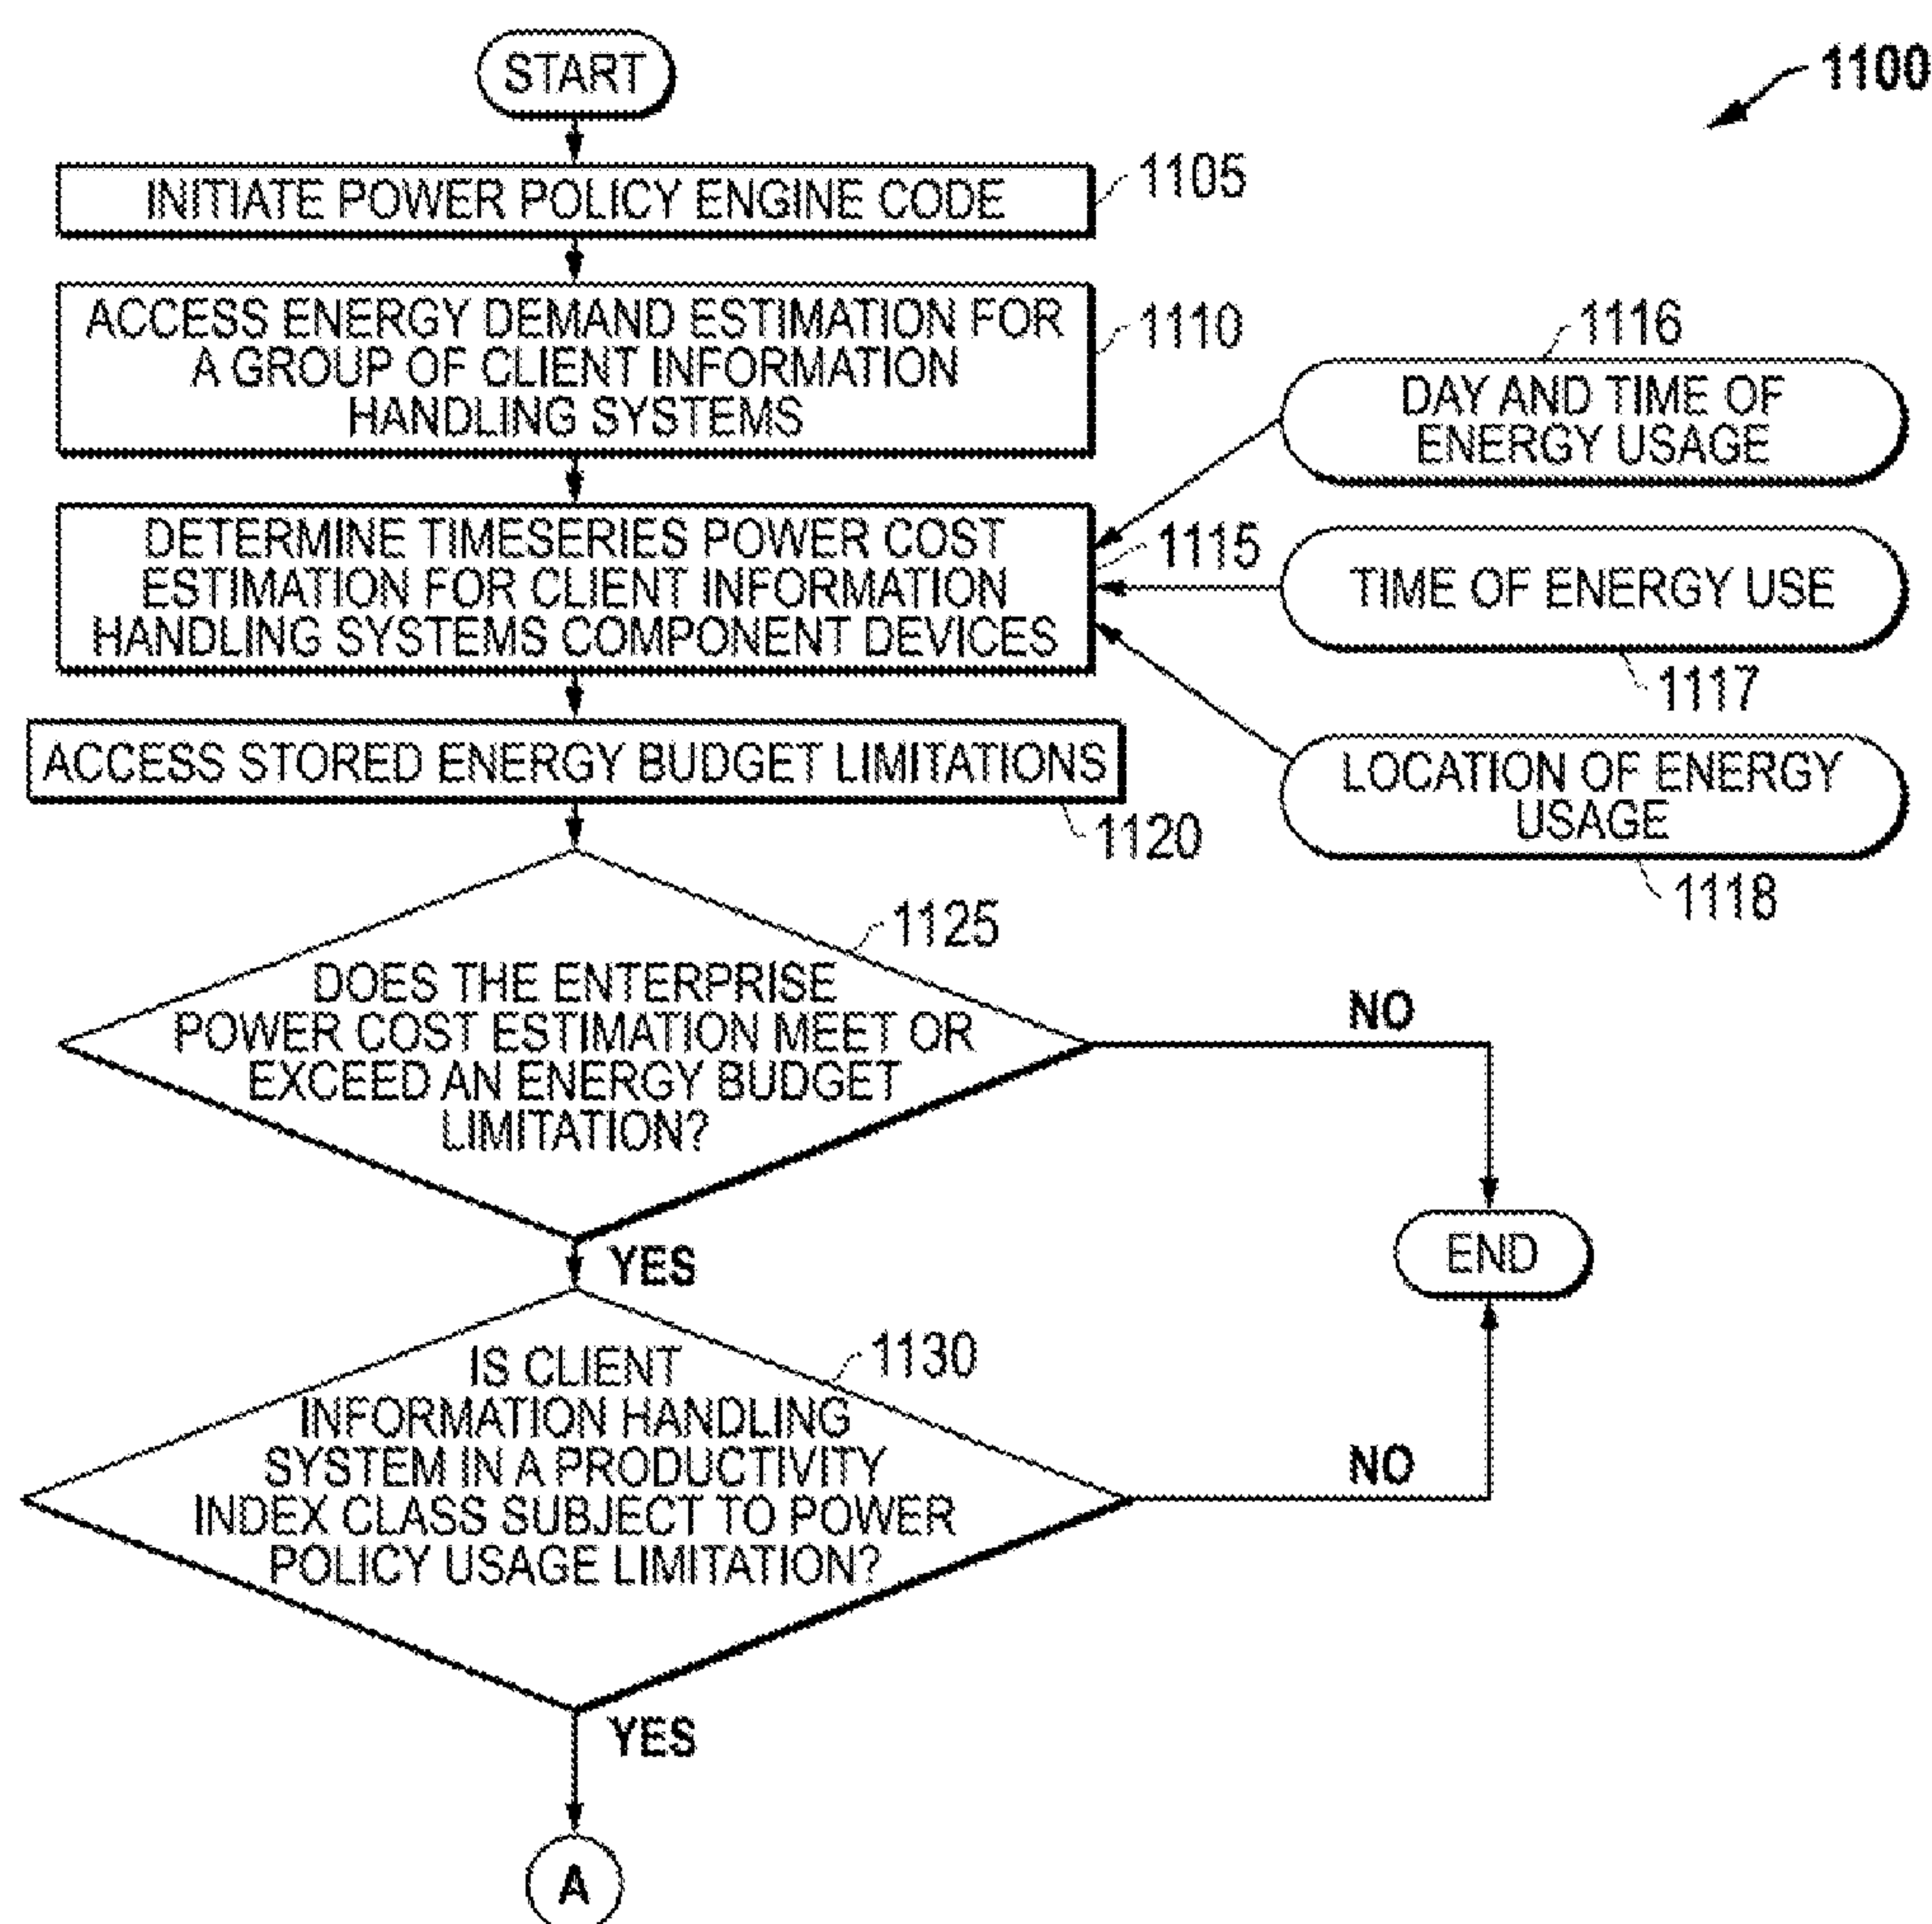 START
1100
INITIATE POWER POLICY ENGINE CODE
1105
ACCESS ENERGY DEMAND ESTIMATION FOR
A GROUP OF CLIENT INFORMATION
HANDLING SYSTEMS
1110
1116
DAY AND TIME OF
ENERGY USAGE
DETERMINE TIMESERIES POWER COST
ESTIMATION FOR CLIENT INFORMATION
HANDLING SYSTEMS COMPONENT DEVICES
1115
TIME OF ENERGY USE
1117
ACCESS STORED ENERGY BUDGET LIMITATIONS
1120
LOCATION OF ENERGY
USAGE
1118
1125
DOES THE ENTERPRISE
POWER COST ESTIMATION MEET OR
EXCEED AN ENERGY BUDGET
LIMITATION?
NO
YES
END
1130
IS CLIENT
INFORMATION HANDLING
SYSTEM IN A PRODUCTIVITY
INDEX CLASS SUBJECT TO POWER
POLICY USAGE LIMITATION?
NO
YES
A